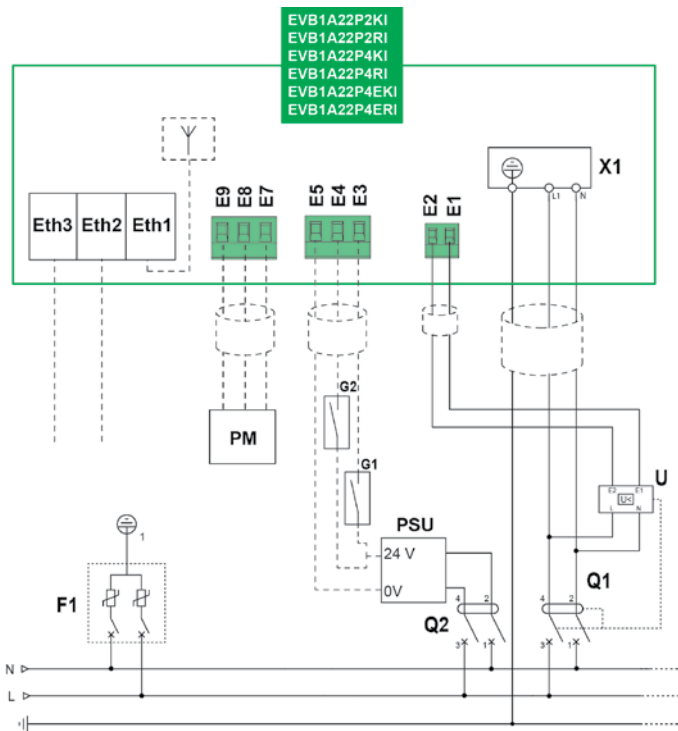 EVB1A22P2KI
EVB1A22P2RI
EVB1A22P4KI
EVB1A22P4RI
EVB1A22P4EKI
EVB1A22P4ERI
X1
L1 N
Eth3 Eth2 Eth1
E9 E8 E7
E5 E4 E3
E2 E1
G2
G1
PM
PSU
24 V
0V
E2 E1
U<
L N
U
Q1
4 2
3 1
Q2
4 2
3 1
1
F1
N
L